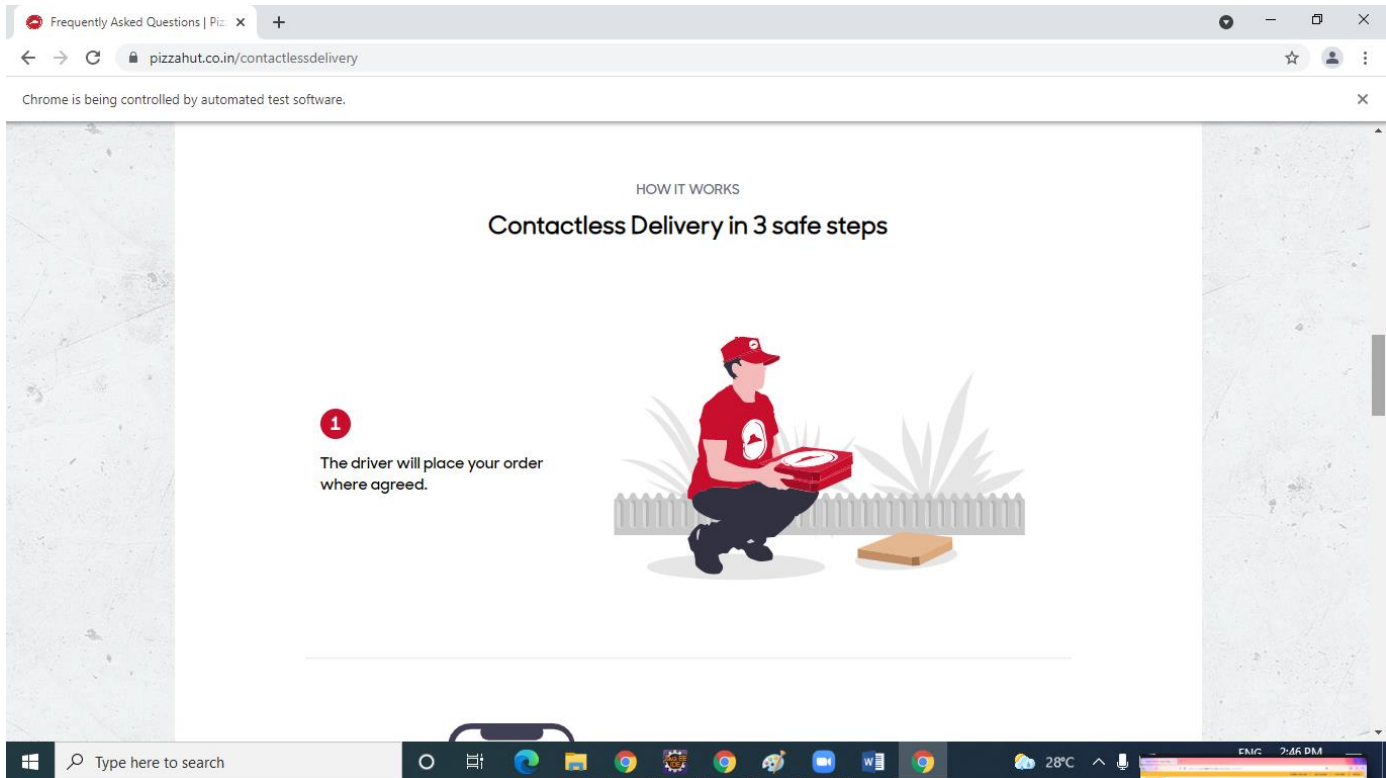 Frequently Asked Questions | Piz
pizzahut.co.in/contactlessdelivery
Chrome is being controlled by automated test software.
HOW IT WORKS
Contactless Delivery in 3 safe steps
1
The driver will place your order
where agreed.
Type here to search
28°C
ENG 2:46 PM